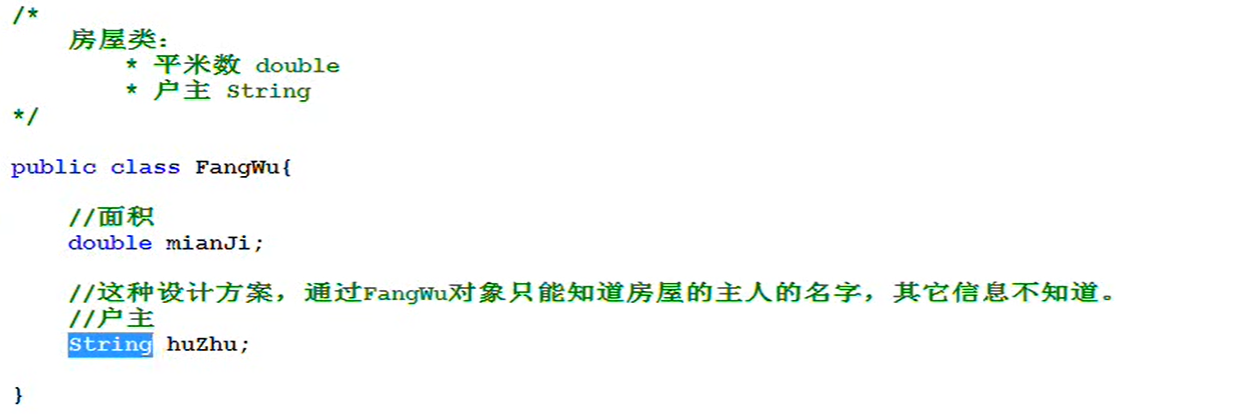 /*
房屋类：
* 平米数 double
* 户主 String
*/
public class FangWu{
//面积
double mianJi;
//这种设计方案，通过FangWu对象只能知道房屋的主人的名字，其它信息不知道。
//户主
String huZhu;
}